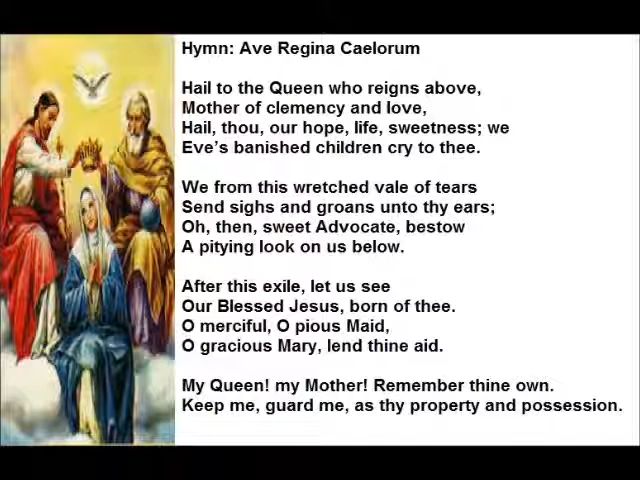 Hymn: Ave Regina Caelorum
Hail to the Queen who reigns above,
Mother of clemency and love,
Hail, thou, our hope, life, sweetness; we
Eve's banished children cry to thee.
We from this wretched vale of tears
Send sighs and groans unto thy ears;
Oh, then, sweet Advocate, bestow
A pitying look on us below.
After this exile, let us see
Our Blessed Jesus, born of thee.
O merciful, O pious Maid,
O gracious Mary, lend thine aid.
My Queen! my Mother! Remember thine own.
Keep me, guard me, as thy property and possession.